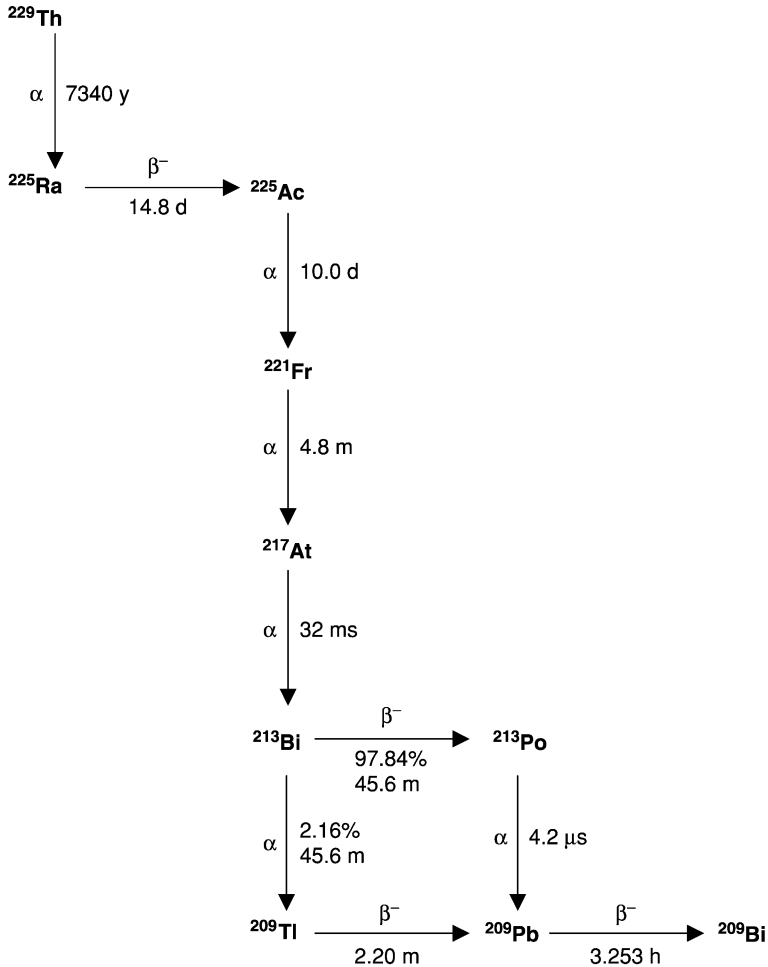 ²²⁹Th
α 7340 y
β⁻
²²⁵Ra ²²⁵Ac
14.8 d
α 10.0 d
²²¹Fr
α 4.8 m
²¹⁷At
α 32 ms
β⁻
²¹³Bi ²¹³Po
97.84%
45.6 m
2.16%
α 45.6 m
α 4.2 μs
β⁻ β⁻
²⁰⁹Tl ²⁰⁹Pb ²⁰⁹Bi
2.20 m 3.253 h